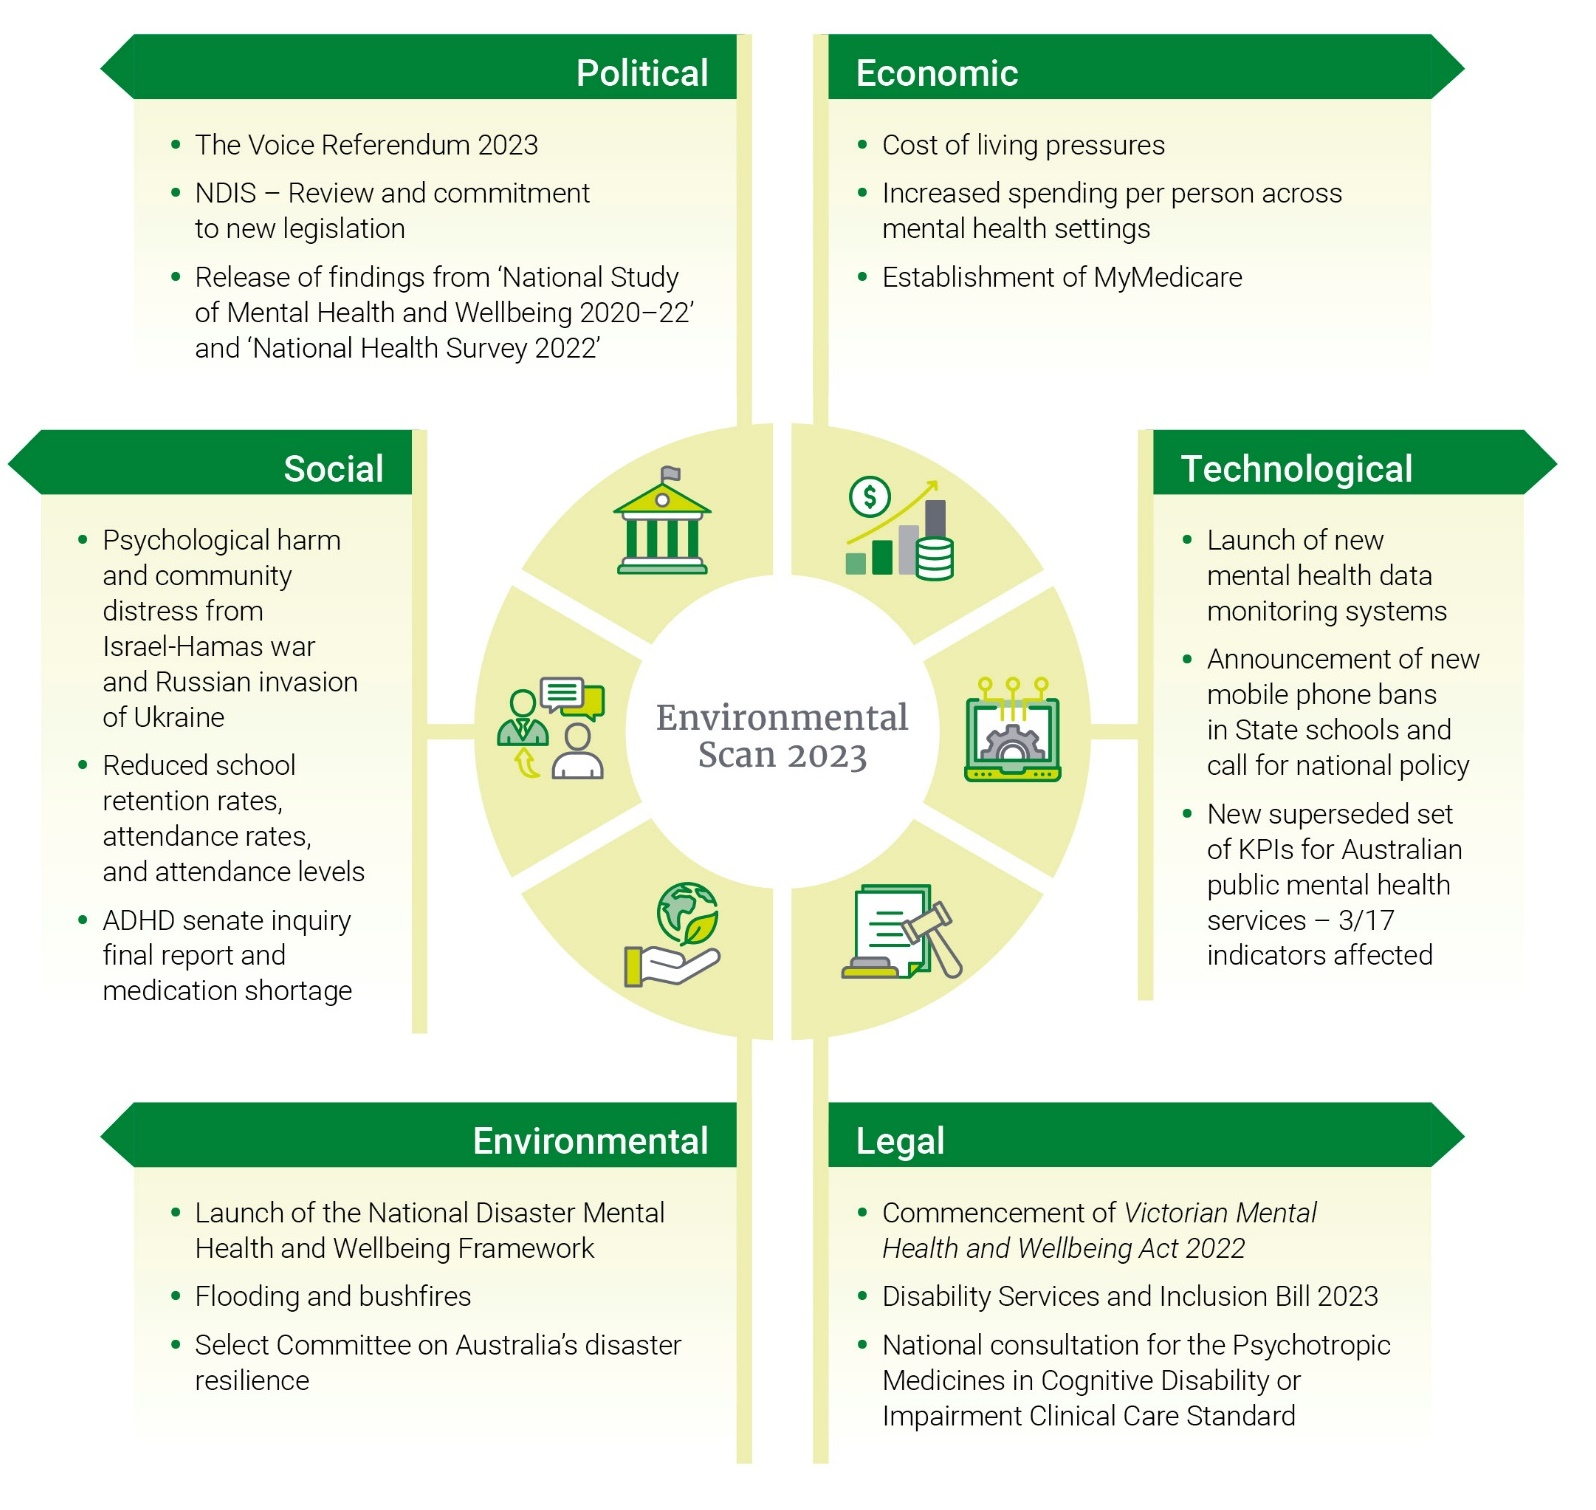 Political
• The Voice Referendum 2023
• NDIS – Review and commitment
to new legislation
• Release of findings from ‘National Study
of Mental Health and Wellbeing 2020–22’
and ‘National Health Survey 2022’
Economic
• Cost of living pressures
• Increased spending per person across
mental health settings
• Establishment of MyMedicare
Social
• Psychological harm
and community
distress from
Israel-Hamas war
and Russian invasion
of Ukraine
• Reduced school
retention rates,
attendance rates,
and attendance levels
• ADHD senate inquiry
final report and
medication shortage
$
Environmental
Scan 2023
Technological
• Launch of new
mental health data
monitoring systems
• Announcement of new
mobile phone bans
in State schools and
call for national policy
• New superseded set
of KPIs for Australian
public mental health
services – 3/17
indicators affected
Environmental
• Launch of the National Disaster Mental
Health and Wellbeing Framework
• Flooding and bushfires
• Select Committee on Australia’s disaster
resilience
Legal
• Commencement of Victorian Mental
Health and Wellbeing Act 2022
• Disability Services and Inclusion Bill 2023
• National consultation for the Psychotropic
Medicines in Cognitive Disability or
Impairment Clinical Care Standard